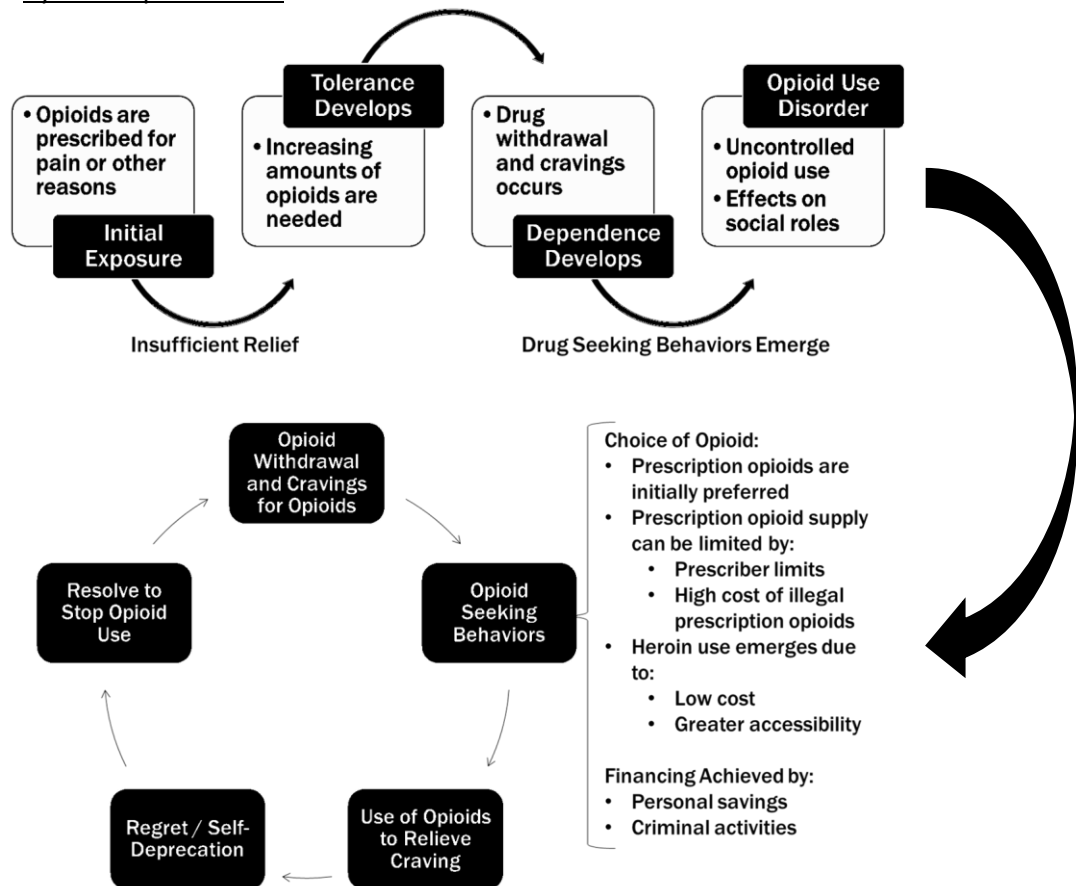 Tolerance
Develops
Opioid Use
Disorder
• Opioids are
prescribed for
pain or other
reasons
Initial
Exposure
• Increasing
amounts of
opioids are
needed
• Drug
withdrawal
and cravings
occurs
Dependence
Develops
• Uncontrolled
opioid use
• Effects on
social roles
Insufficient Relief
Drug Seeking Behaviors Emerge
Opioid
Withdrawal
and Cravings
for Opioids
Opioid
Seeking
Behaviors
Use of Opioids
to Relieve
Craving
Regret / Self-
Deprecation
Resolve to
Stop Opioid
Use
Choice of Opioid:
• Prescription opioids are
initially preferred
• Prescription opioid supply
can be limited by:
• Prescriber limits
• High cost of illegal
prescription opioids
• Heroin use emerges due
to:
• Low cost
• Greater accessibility
Financing Achieved by:
• Personal savings
• Criminal activities